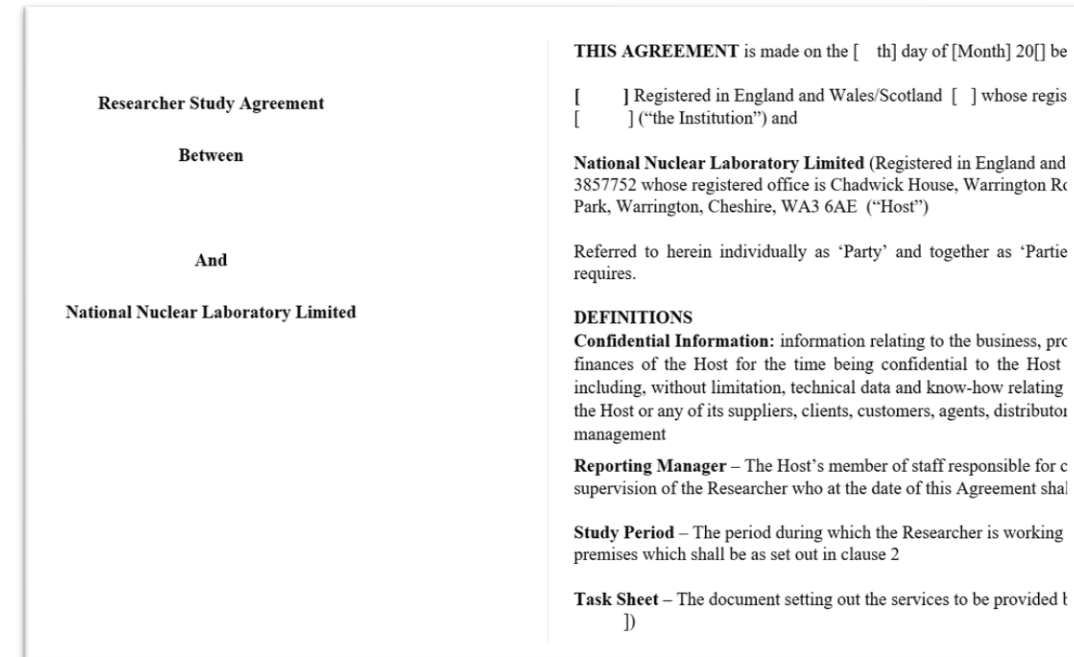 Researcher Study Agreement
Between
And
National Nuclear Laboratory Limited
THIS AGREEMENT is made on the [ th] day of [Month] 20[] be
[ ] Registered in England and Wales/Scotland [ ] whose regis
[ ] (“the Institution”) and
National Nuclear Laboratory Limited (Registered in England and
3857752 whose registered office is Chadwick House, Warrington Ro
Park, Warrington, Cheshire, WA3 6AE (“Host”)
Referred to herein individually as ‘Party’ and together as ‘Partie
requires.
DEFINITIONS
Confidential Information: information relating to the business, pro
finances of the Host for the time being confidential to the Host
including, without limitation, technical data and know-how relating
the Host or any of its suppliers, clients, customers, agents, distributor
management
Reporting Manager – The Host’s member of staff responsible for c
supervision of the Researcher who at the date of this Agreement shal
Study Period – The period during which the Researcher is working
premises which shall be as set out in clause 2
Task Sheet – The document setting out the services to be provided b
])